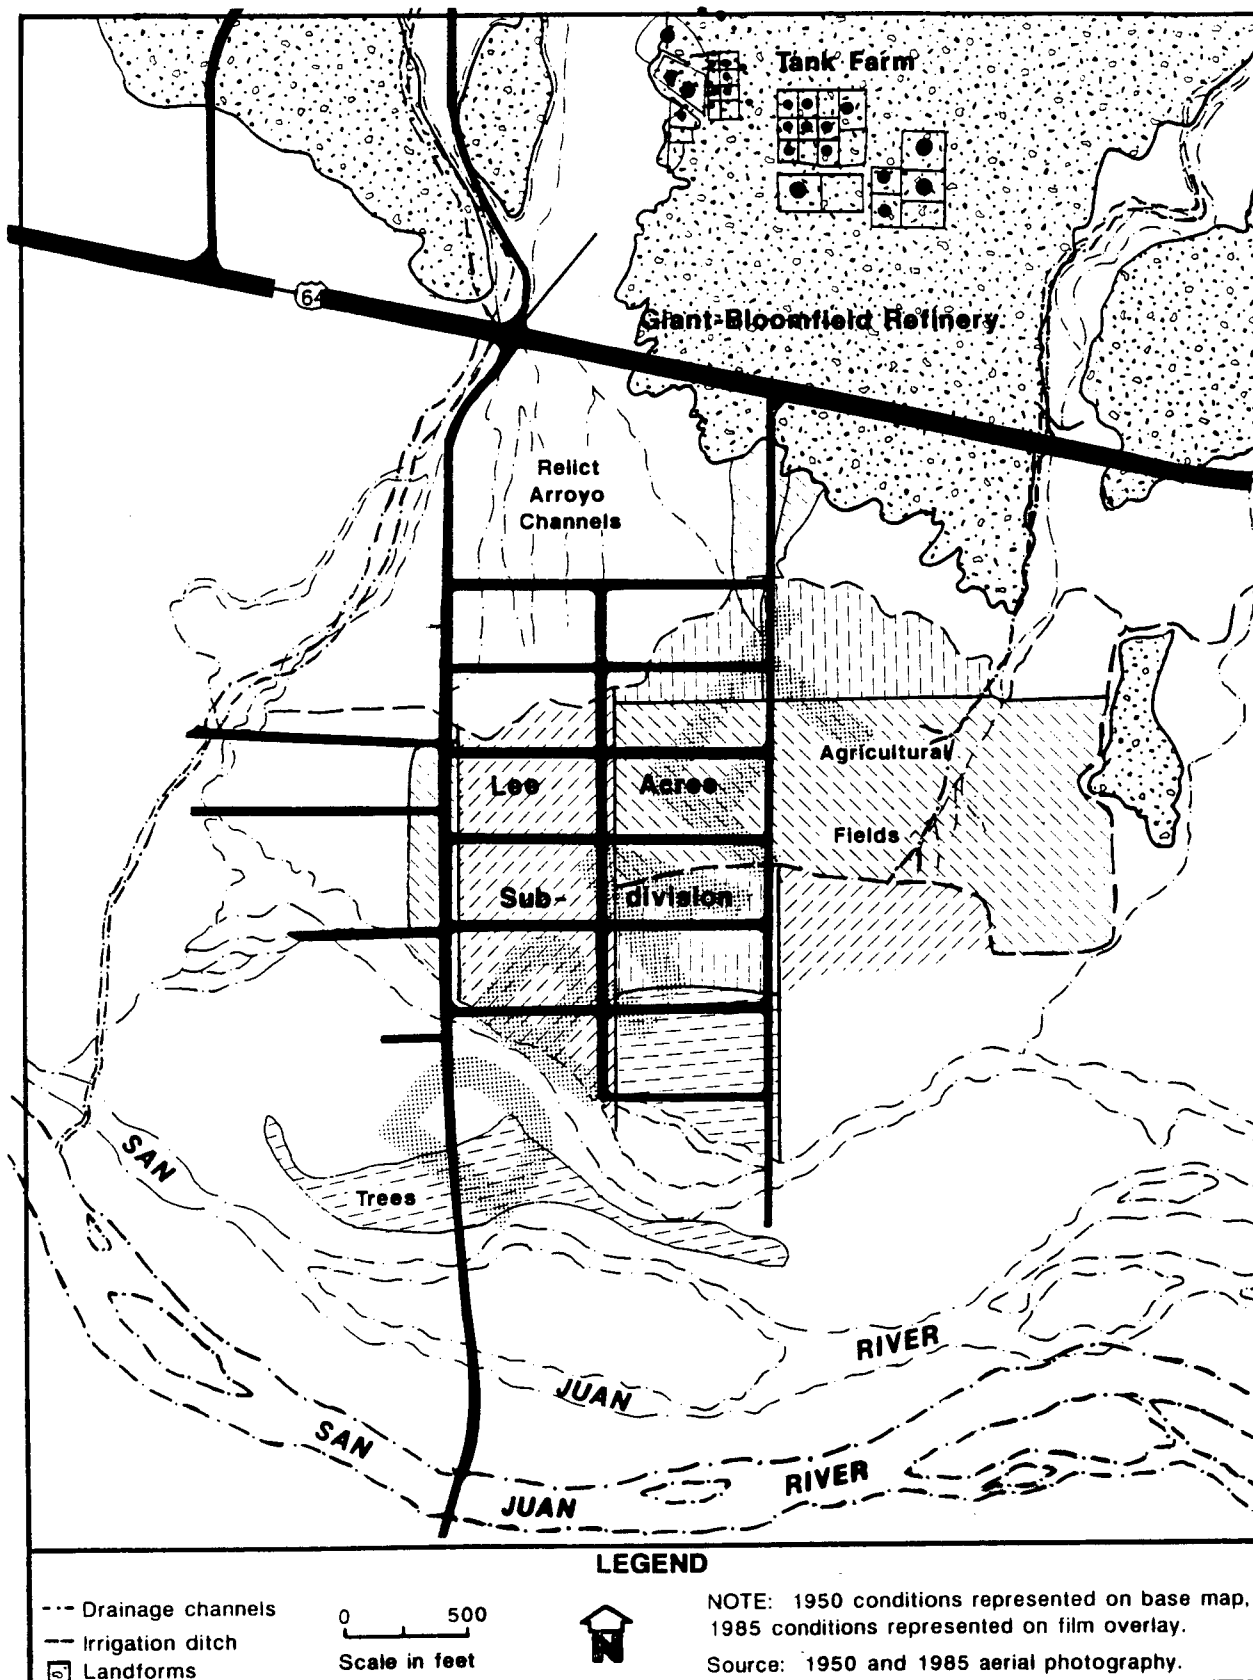 Tank Farm
64
Giant-Bloomfield Refinery
Relict
Arroyo
Channels
Agricultural
Lee Acres
Fields
Sub- division
SAN
Trees
RIVER
JUAN
SAN
RIVER
JUAN
LEGEND
Drainage channels
Irrigation ditch
Landforms
0 500
Scale in feet
N
NOTE: 1950 conditions represented on base map,
1985 conditions represented on film overlay.
Source: 1950 and 1985 aerial photography.